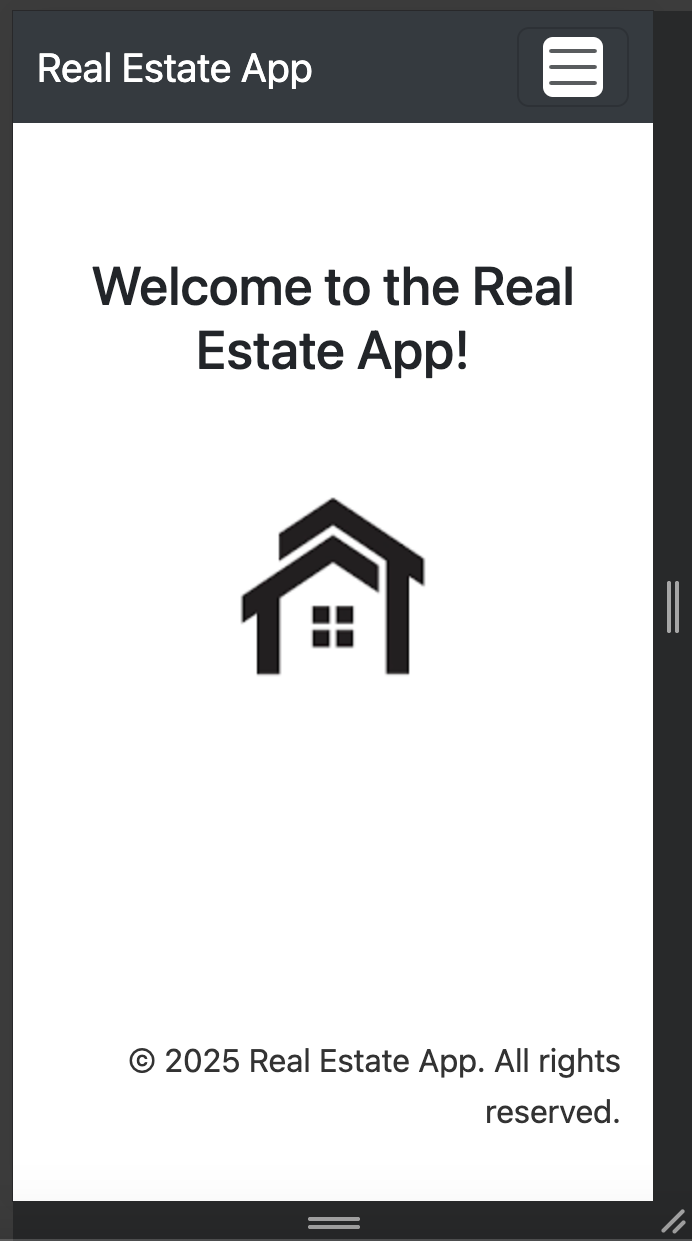 Real Estate App
Welcome to the Real
Estate App!
© 2025 Real Estate App. All rights
reserved.